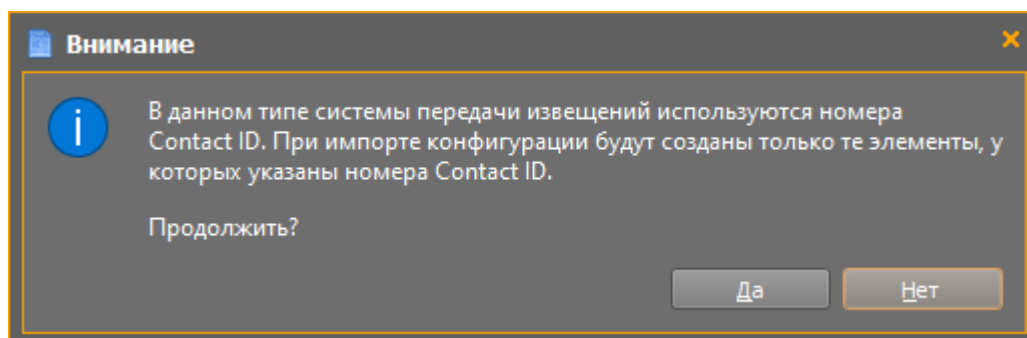 Внимание
В данном типе системы передачи извещений используются номера
Contact ID. При импорте конфигурации будут созданы только те элементы, у
которых указаны номера Contact ID.
Продолжить?
Да
Нет